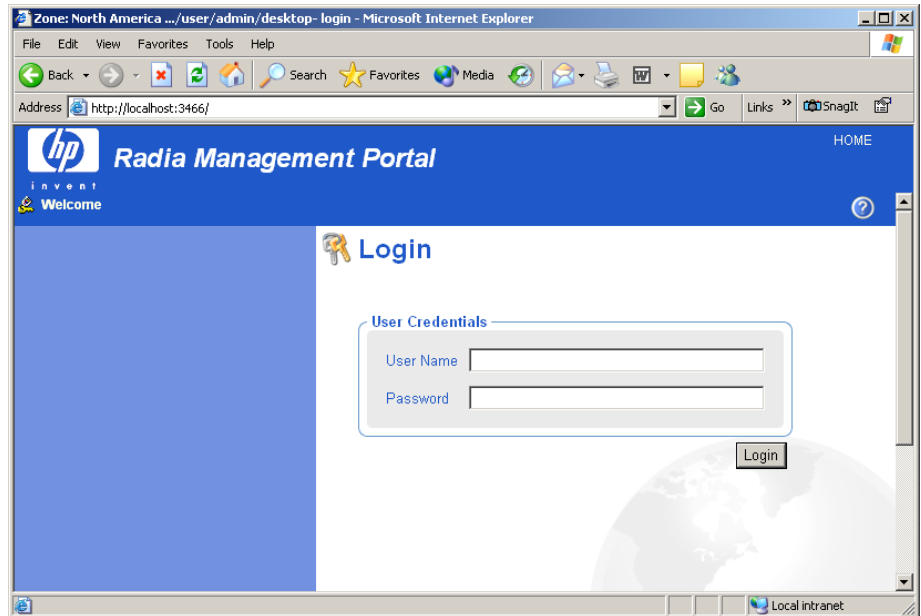 Zone: North America .../user/admin/desktop- login - Microsoft Internet Explorer
File Edit View Favorites Tools Help
Back Search Favorites Media W
Address http://localhost:3466/ Go Links » SnagIt
hp
invent
Radia Management Portal
HOME
Welcome ?
Login
User Credentials
User Name
Password
Login
Local intranet